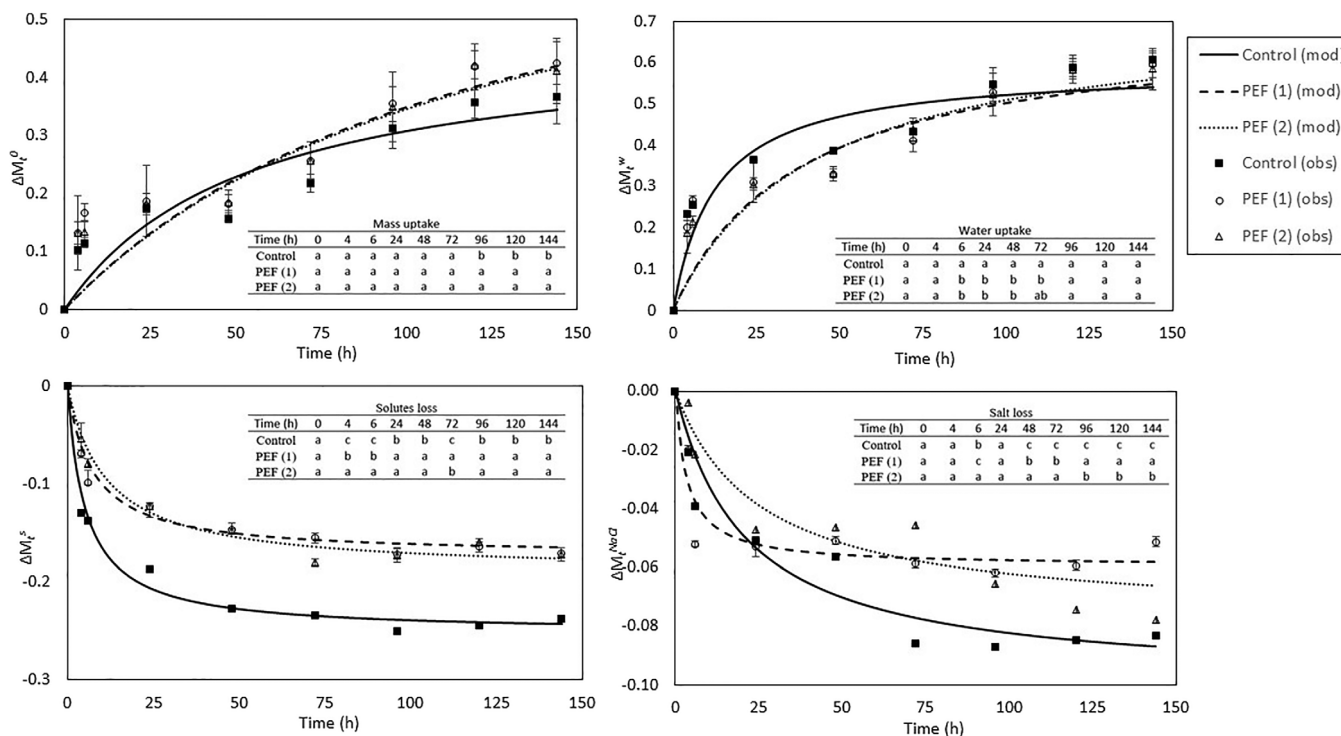 0.5
0.4
0.3
0.2
0.1
0
ΔMₜ⁰
0 25 50 75 100 125 150
Time (h)
Mass uptake
Time (h) 0 4 6 24 48 72 96 120 144
Control a a a a a a b b b
PEF (1) a a a a a a a a a
PEF (2) a a a a a a a a a
0.7
0.6
0.5
0.4
0.3
0.2
0.1
0
ΔMₜʷ
0 25 50 75 100 125 150
Time (h)
Water uptake
Time (h) 0 4 6 24 48 72 96 120 144
Control a a a a a a a a a
PEF (1) a a b b b b a a a
PEF (2) a a b b b ab a a a
Control (mod)
PEF (1) (mod)
PEF (2) (mod)
Control (obs)
PEF (1) (obs)
PEF (2) (obs)
0
-0.1
-0.2
-0.3
ΔMₜˢ
0 25 50 75 100 125 150
Time (h)
Solutes loss
Time (h) 0 4 6 24 48 72 96 120 144
Control a c c b b c b b b
PEF (1) a b b a a a a a a
PEF (2) a a a a a b a a a
0.00
-0.02
-0.04
-0.06
-0.08
-0.10
ΔMₜᴺᵃᶜˡ
0 25 50 75 100 125 150
Time (h)
Salt loss
Time (h) 0 4 6 24 48 72 96 120 144
Control a a b a c c c c c
PEF (1) a a c a b b a a a
PEF (2) a a a a a a b b b